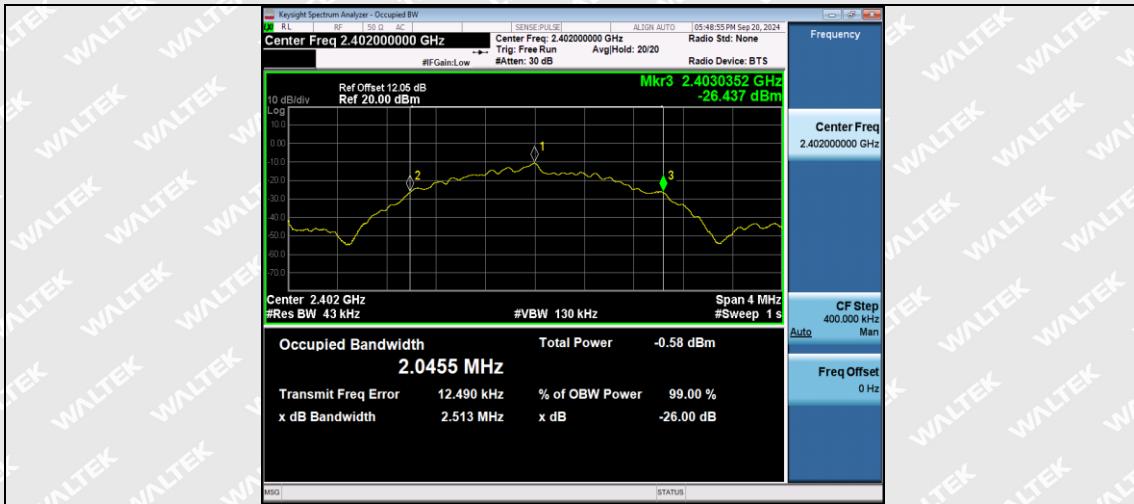 Keysight Spectrum Analyzer - Occupied BW
RL RF 50 Ω AC SENSE:PULSE ALIGN AUTO 05:48:55 PM Sep 20, 2024
Center Freq 2.402000000 GHz
Center Freq: 2.402000000 GHz
Radio Std: None
Trig: Free Run Avg|Hold: 20/20
#IFGain:Low #Atten: 30 dB Radio Device: BTS
Mkr3 2.4030352 GHz
-26.437 dBm
Ref Offset 12.05 dB
10 dB/div Ref 20.00 dBm
Log
10.0
0.00
-10.0
-20.0
-30.0
-40.0
-50.0
-60.0
-70.0
1
2
3
Center 2.402 GHz Span 4 MHz
#Res BW 43 kHz #VBW 130 kHz #Sweep 1 s
Occupied Bandwidth Total Power -0.58 dBm
2.0455 MHz
Transmit Freq Error 12.490 kHz % of OBW Power 99.00 %
x dB Bandwidth 2.513 MHz x dB -26.00 dB
MSG STATUS
Frequency
Center Freq
2.402000000 GHz
CF Step
400.000 kHz
Auto Man
Freq Offset
0 Hz
WALTEK